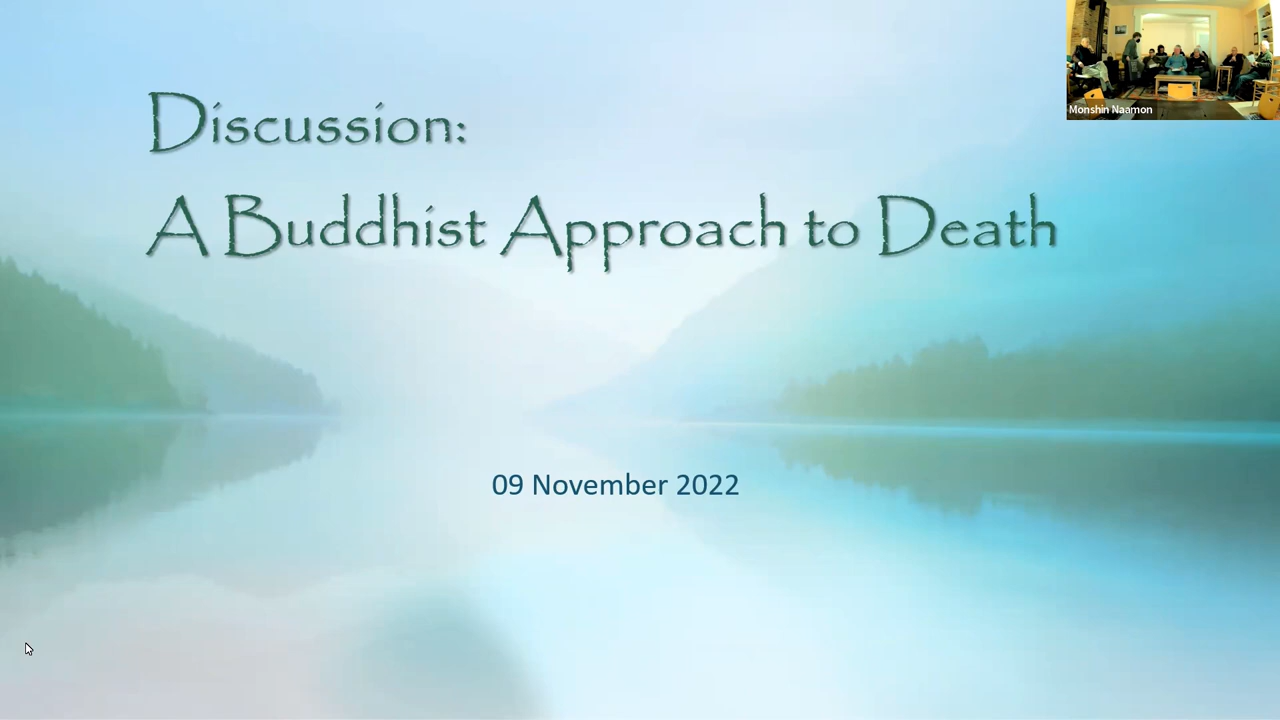 Discussion:
A Buddhist Approach to Death
09 November 2022
Monshin Naamon